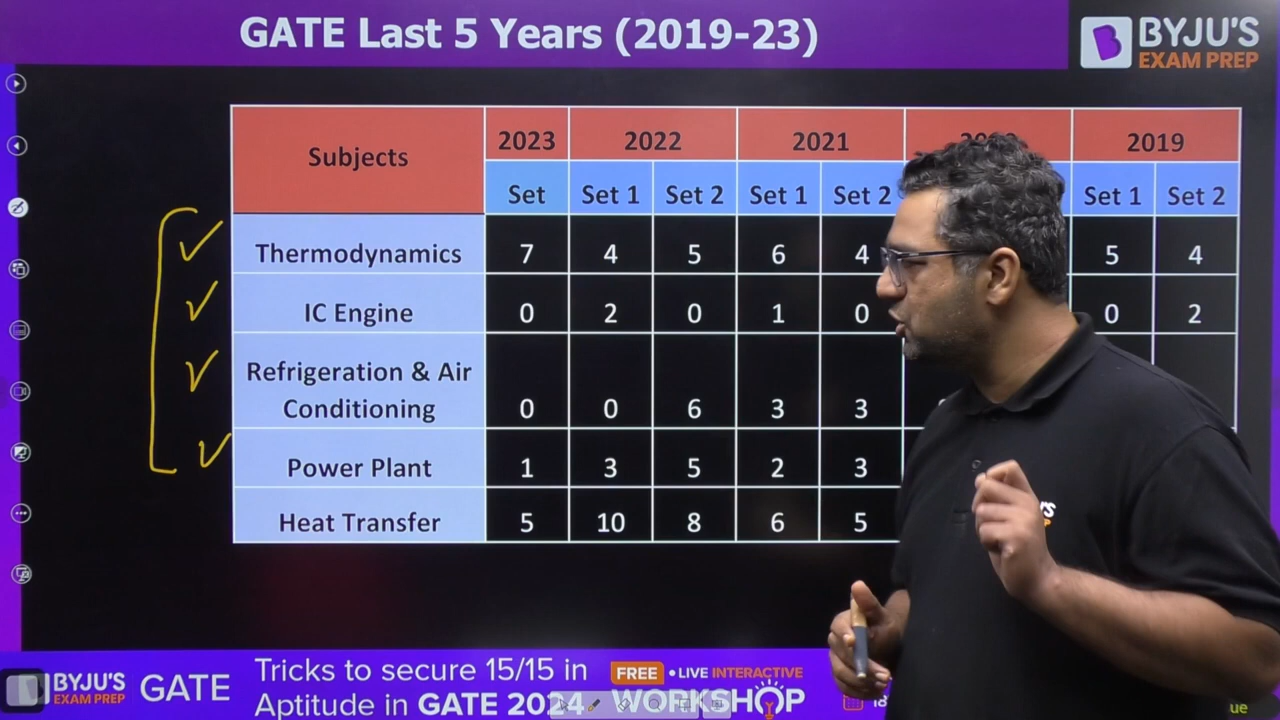 GATE Last 5 Years (2019-23)
BYJU'S
EXAM PREP
Subjects 2023 2022 2021 2019
Set Set 1 Set 2 Set 1 Set 2 Set 1 Set 2
Thermodynamics 7 4 5 6 4 5 4
IC Engine 0 2 0 1 0 0 2
Refrigeration & Air
Conditioning 0 0 6 3 3
Power Plant 1 3 5 2 3
Heat Transfer 5 10 8 6 5
BYJU'S
EXAM PREP
GATE
Tricks to secure 15/15 in
Aptitude in GATE 2024
FREE • LIVE INTERACTIVE
WORKSHOP
18
ue